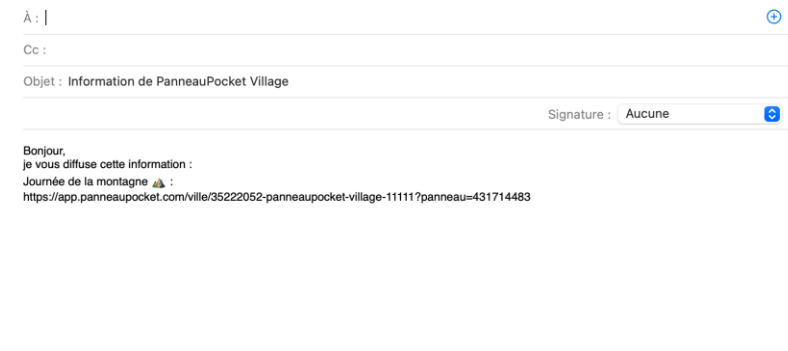 À :
Cc :
Objet : Information de PanneauPocket Village
Signature : Aucune
Bonjour,
je vous diffuse cette information :
Journée de la montagne ⛰️ :
https://app.panneaupocket.com/ville/35222052-panneaupocket-village-11111?panneau=431714483